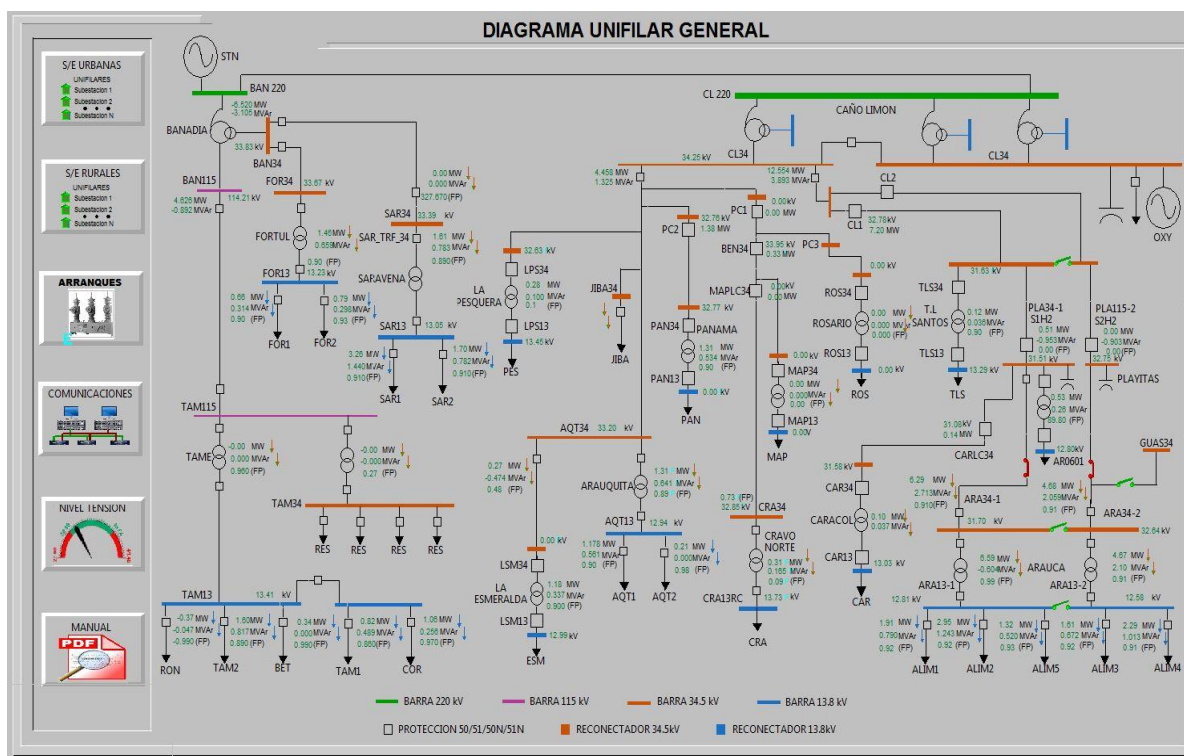 DIAGRAMA UNIFILAR GENERAL
S/E URBANAS
UNIFILARES
Subestacion 1
Subestacion 2
Subestacion N
S/E RURALES
UNIFILARES
Subestacion 1
Subestacion 2
Subestacion N
ARRANQUES
COMUNICACIONES
NIVEL TENSION
MANUAL
PDF
STN
BAN 220
-6.520 MW
-3.105 MVAr
BANADIA
33.83 kV
BAN34
BAN115
114.21 kV
4.626 MW
-0.892 MVAr
FOR34
33.67 kV
FORTUL
1.45 MW
0.659 MVAr
0.90 (FP)
FOR13
13.23 kV
0.66 MW
0.314 MVAr
0.90 (FP)
0.79 MW
0.298 MVAr
0.93 (FP)
FOR1
FOR2
0.00 MW
0.000 MVAr
327.670 (FP)
SAR34
33.39 kV
SAR_TRF_34
1.61 MW
0.783 MVAr
0.890 (FP)
SARAVENA
SAR13
13.05 kV
3.26 MW
1.440 MVAr
0.910 (FP)
1.70 MW
0.782 MVAr
0.910 (FP)
SAR1
SAR2
TAM115
-0.00 MW
-0.000 MVAr
0.960 (FP)
TAME
-0.00 MW
-0.000 MVAr
0.27 (FP)
TAM34
RES
RES
RES
RES
TAM13
13.41 kV
-0.37 MW
-0.047 MVAr
-0.990 (FP)
1.60 MW
0.817 MVAr
0.890 (FP)
0.34 MW
0.000 MVAr
0.990 (FP)
0.82 MW
0.489 MVAr
0.860 (FP)
1.06 MW
0.256 MVAr
0.970 (FP)
RON
TAM2
BET
TAM1
COR
CL 220
CAÑO LIMON
CL34
34.25 kV
CL34
4.458 MW
1.325 MVAr
12.554 MW
3.893 MVAr
CL2
CL1
32.78 kV
7.20 MW
OXY
32.63 kV
LPS34
LA
PESQUERA
0.28 MW
0.100 MVAr
0.1 (FP)
LPS13
13.45 kV
PES
JIBA34
JIBA
PC2
32.76 kV
1.38 MW
32.77 kV
PAN34
PANAMA
1.31 MW
0.534 MVAr
0.90 (FP)
PAN13
0.00 kV
PAN
PC1
0.00 kV
0.00 MW
BEN34
33.95 kV
0.33 MW
MAPLC34
0.00 kV
0.00 MW
0.00 kV
MAP34
0.00 MW
0.000 MVAr
0.00 (FP)
MAP13
0.00V
MAP
PC3
0.00 kV
ROS34
ROSARIO
0.00 MW
0.000 MVAr
0.00 (FP)
ROS13
0.00 kV
ROS
31.63 kV
TLS34
T.L
SANTOS
0.12 MW
0.036 MVAr
0.90 (FP)
TLS13
13.29 kV
TLS
PLA34-1
S1H2
0.51 MW
-0.953 MVAr
0.00 (FP)
31.51 kV
PLA115-2
S2H2
0.00 MW
-0.903 MVAr
0.00 (FP)
32.75 kV
PLAYITAS
0.53 MW
0.28 MVAr
89.80 (FP)
12.80 kV
AR0601
GUAS34
31.08 kV
0.14 MW
CARLC34
31.58 kV
CAR34
CARACOL
0.10 MW
0.037 MVAr
CAR13
13.03 kV
CAR
AQT34
33.20 kV
0.27 MW
-0.474 MVAr
0.48 (FP)
ARAUQUITA
1.31 MW
0.641 MVAr
0.89 (FP)
AQT13
12.94 kV
1.178 MW
0.561 MVAr
0.90 (FP)
0.21 MW
0.000 MVAr
0.98 (FP)
AQT1
AQT2
0.00 kV
LSM34
LA
ESMERALDA
1.18 MW
0.337 MVAr
0.900 (FP)
LSM13
12.99 kV
ESM
0.73 (FP)
32.85 kV
CRA34
CRAVO
NORTE
0.31 MW
0.165 MVAr
0.09 (FP)
CRA13RC
13.73 kV
CRA
6.29 MW
2.713 MVAr
0.910 (FP)
ARA34-1
31.70 kV
4.68 MW
2.059 MVAr
0.91 (FP)
ARA34-2
32.64 kV
6.59 MW
-0.604 MVAr
0.99 (FP)
ARAUCA
4.67 MW
2.10 MVAr
0.91 (FP)
ARA13-1
ARA13-2
12.81 kV
12.58 kV
1.91 MW
0.790 MVAr
0.92 (FP)
2.95 MW
1.243 MVAr
0.92 (FP)
1.32 MW
0.520 MVAr
0.93 (FP)
1.61 MW
0.672 MVAr
0.92 (FP)
2.29 MW
1.013 MVAr
0.91 (FP)
ALIM1
ALIM2
ALIM5
ALIM3
ALIM4
BARRA 220 kV
BARRA 115 kV
BARRA 34.5 kV
BARRA 13.8 kV
PROTECCION 50/51/50N/51N
RECONECTADOR 34.5kV
RECONECTADOR 13.8kV